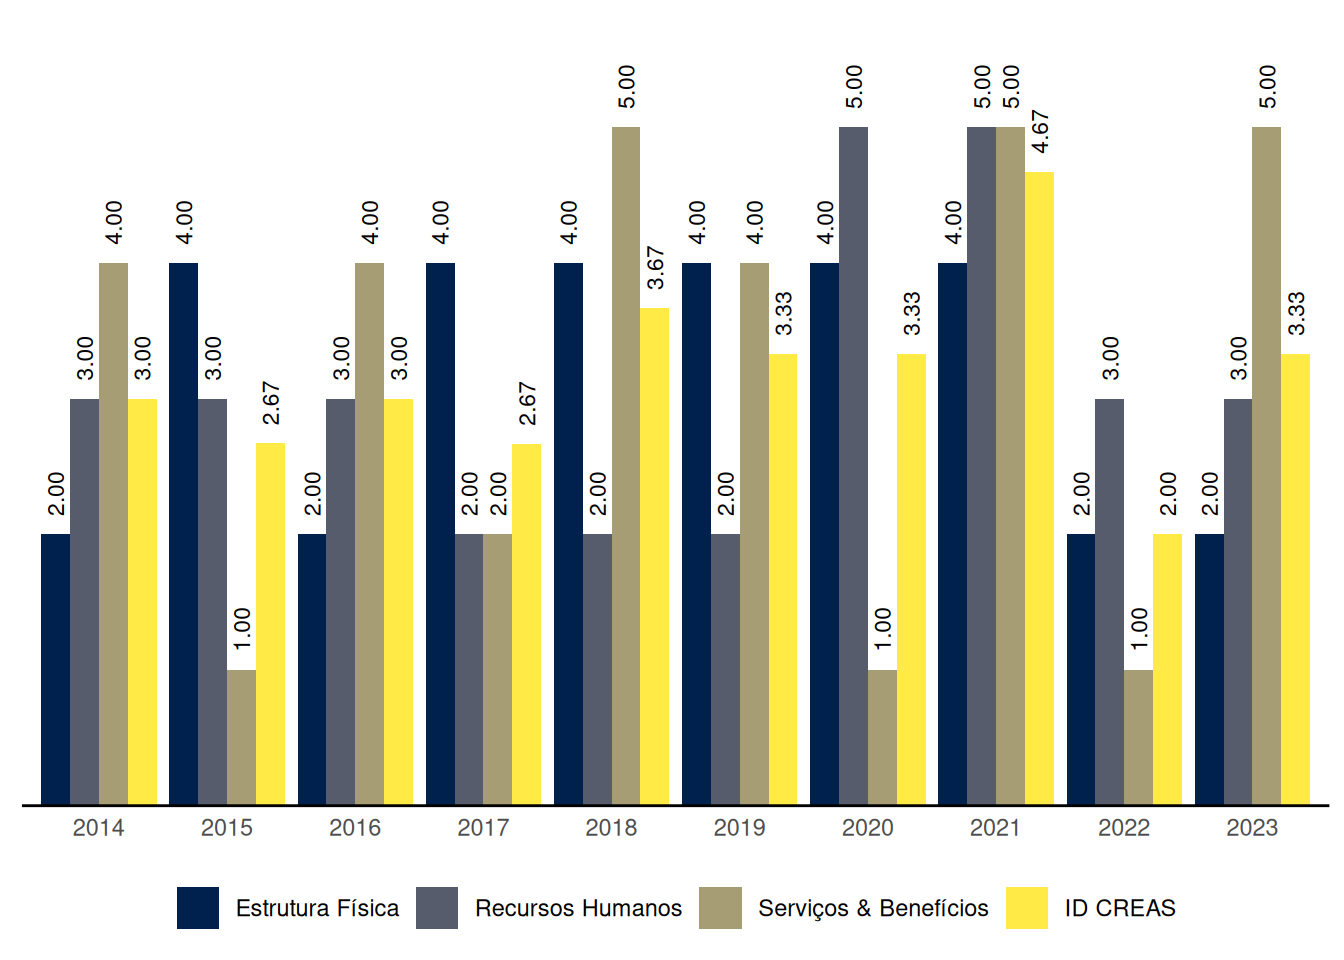 2.00 3.00 4.00 3.00
4.00 3.00 1.00 2.67
2.00 3.00 4.00 3.00
4.00 2.00 2.00 2.67
4.00 2.00 5.00 3.67
4.00 2.00 4.00 3.33
4.00 5.00 1.00 3.33
4.00 5.00 5.00 4.67
2.00 3.00 1.00 2.00
2.00 3.00 5.00 3.33
2014 2015 2016 2017 2018 2019 2020 2021 2022 2023
Estrutura Física Recursos Humanos Serviços & Benefícios ID CREAS